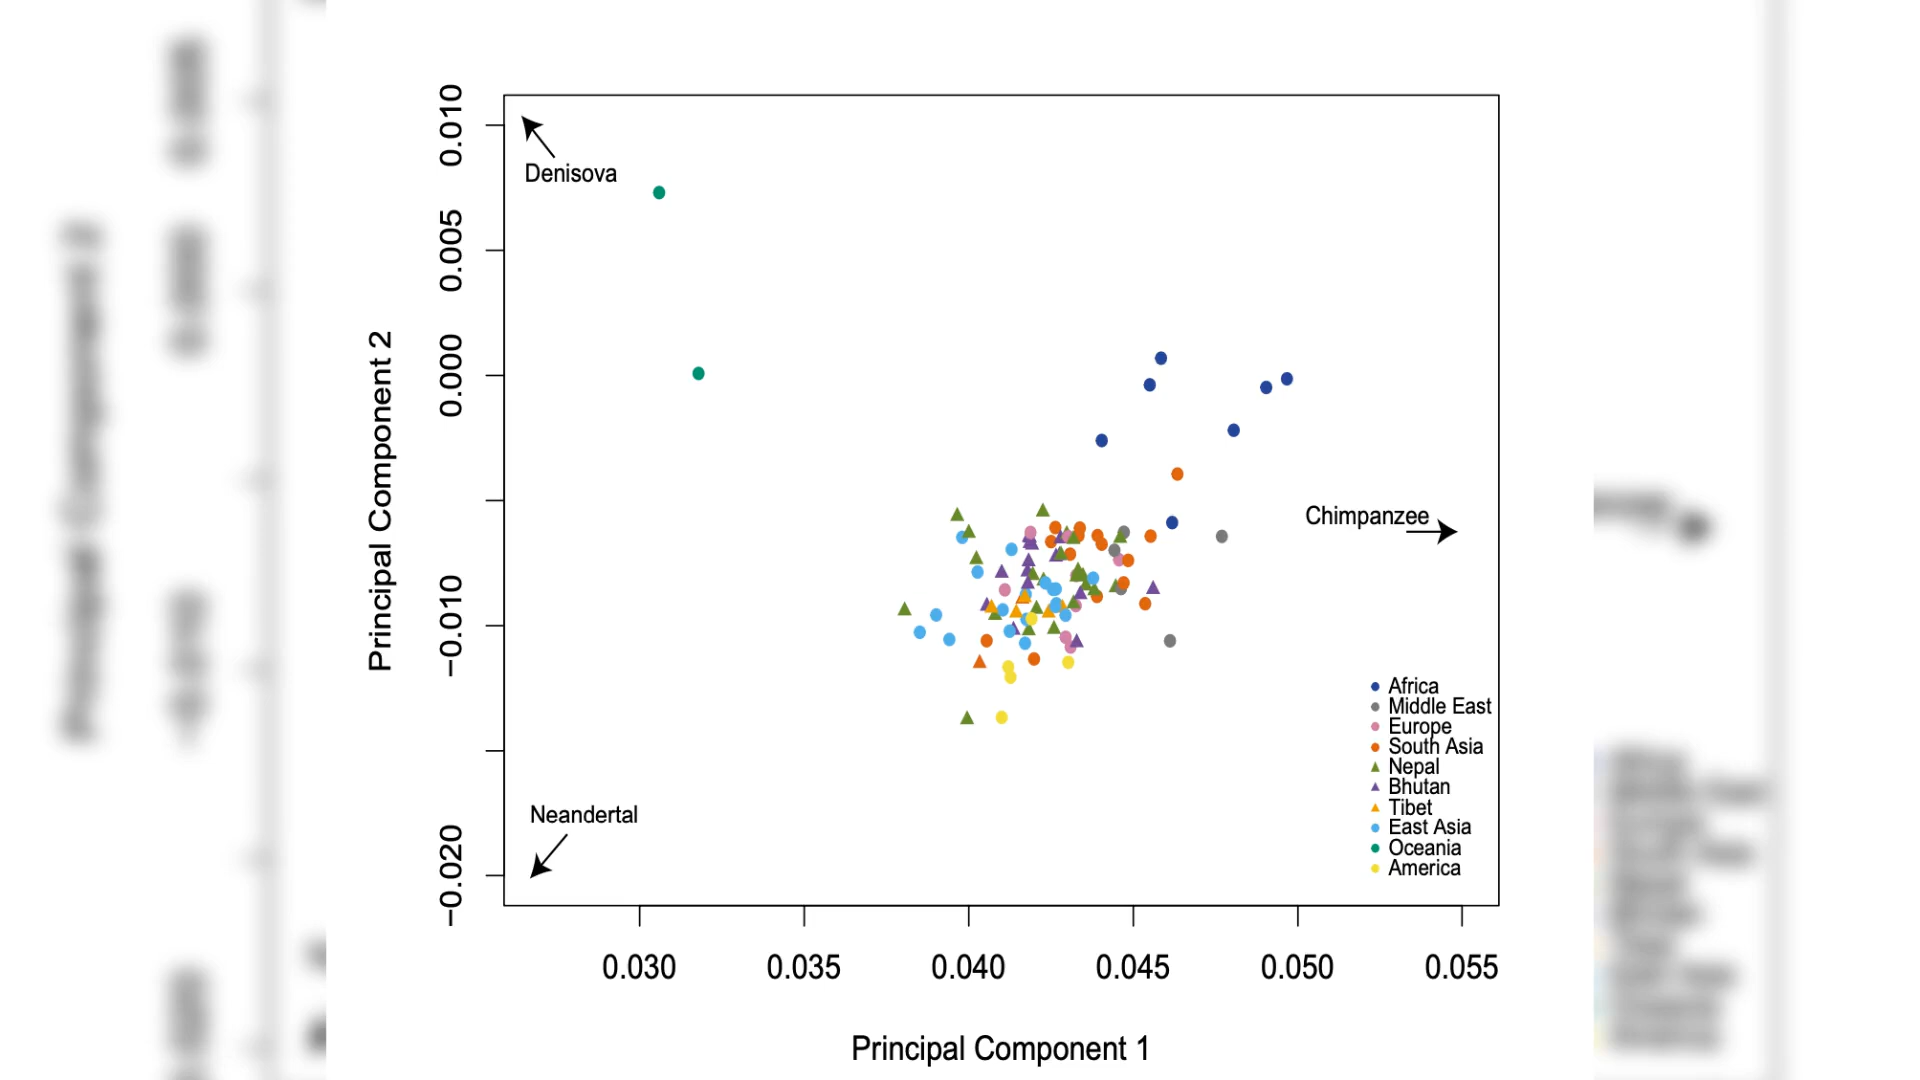 0.010
Denisova
0.005
Principal Component 2
0.000
Chimpanzee
−0.010
Africa
Middle East
Europe
South Asia
Nepal
Bhutan
Tibet
East Asia
Oceania
America
Neandertal
−0.020
0.030 0.035 0.040 0.045 0.050 0.055
Principal Component 1